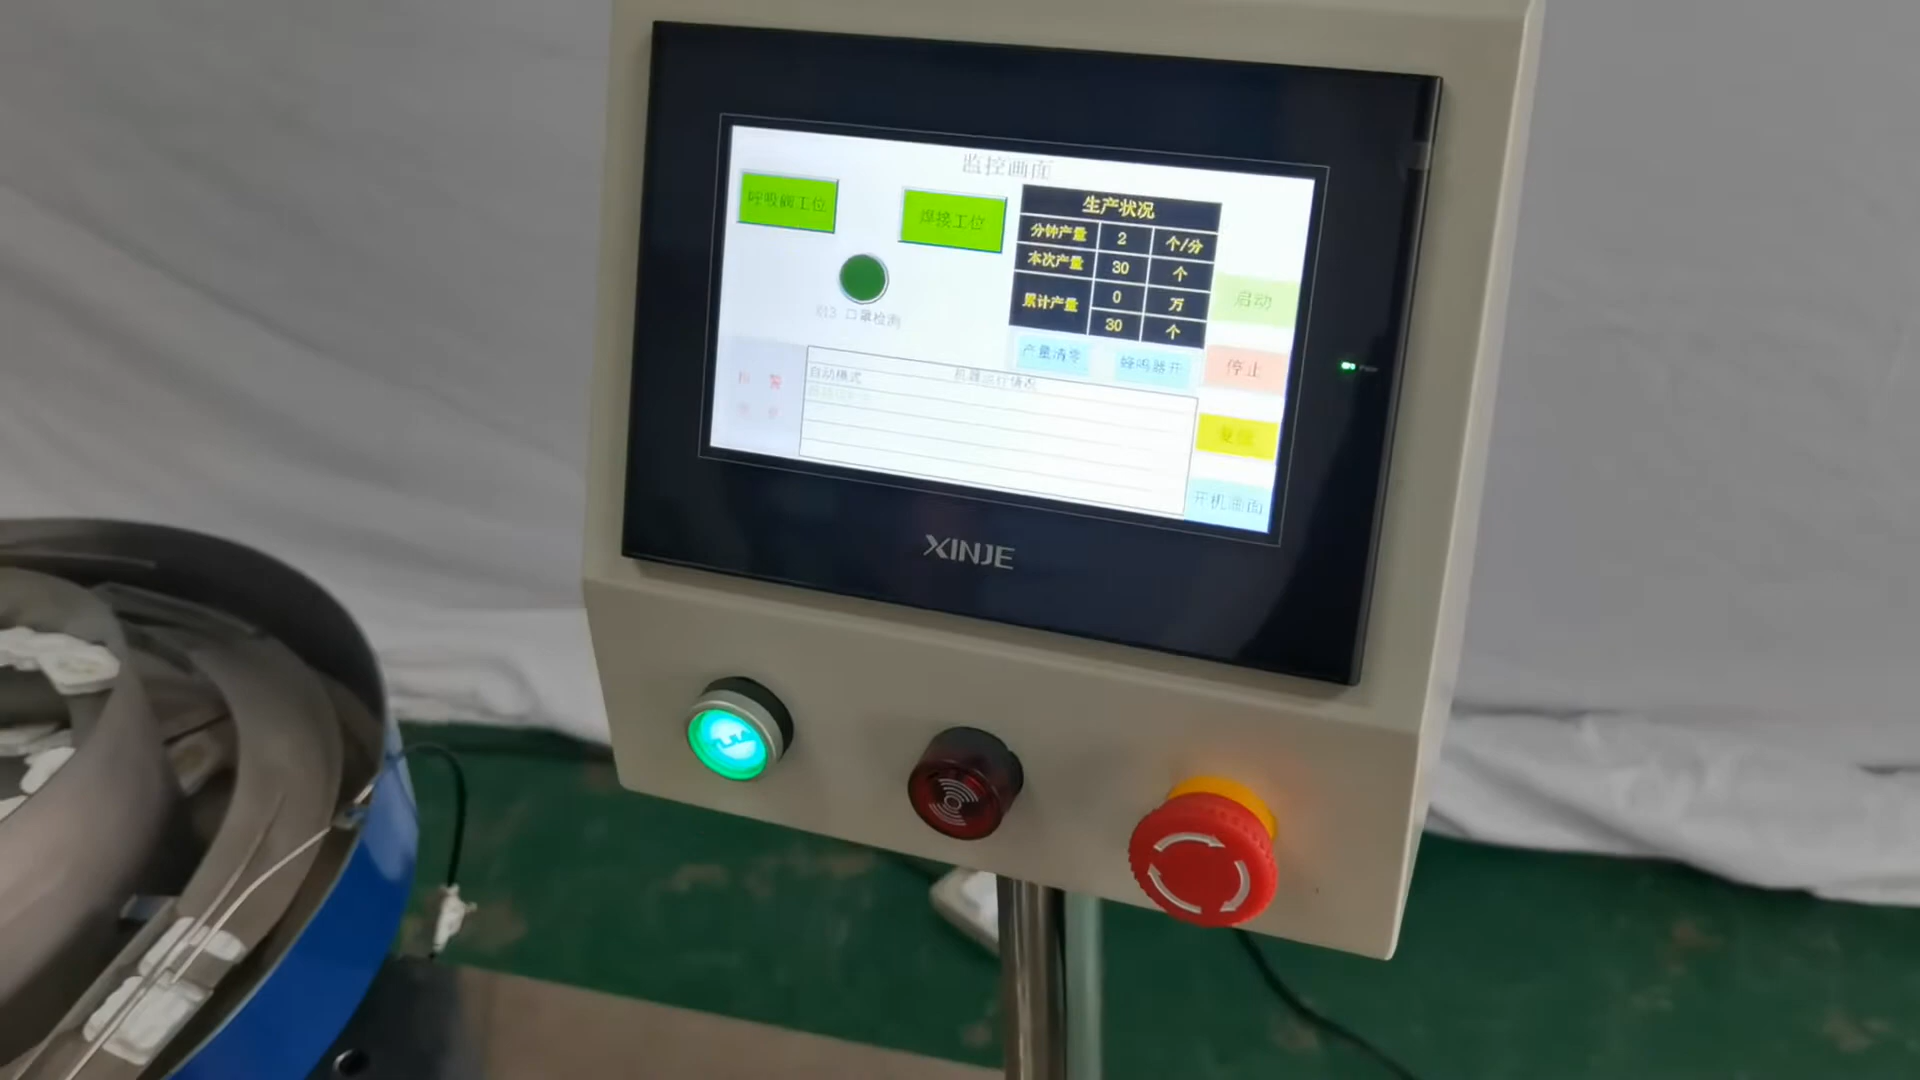 监控画面
呼吸阀工位
焊接工位
生产状况
分钟产量 2 个/分
本次产量 30 个
累计产量 0 万
30 个
X13 口罩检测
启动
产量清零
蜂鸣器开
停止
报警
自动模式
机器运行情况
复位
开机画面
XINJE